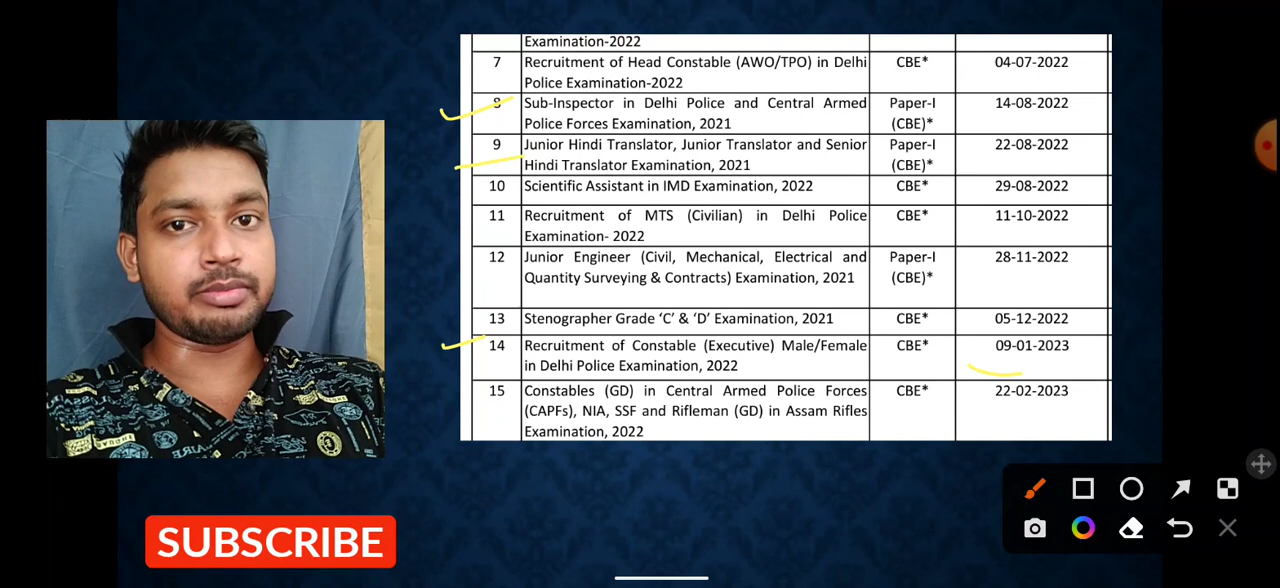 Examination-2022
7 Recruitment of Head Constable (AWO/TPO) in Delhi CBE* 04-07-2022
Police Examination-2022
8 Sub-Inspector in Delhi Police and Central Armed Paper-I 14-08-2022
Police Forces Examination, 2021 (CBE)*
9 Junior Hindi Translator, Junior Translator and Senior Paper-I 22-08-2022
Hindi Translator Examination, 2021 (CBE)*
10 Scientific Assistant in IMD Examination, 2022 CBE* 29-08-2022
11 Recruitment of MTS (Civilian) in Delhi Police CBE* 11-10-2022
Examination- 2022
12 Junior Engineer (Civil, Mechanical, Electrical and Paper-I 28-11-2022
Quantity Surveying & Contracts) Examination, 2021 (CBE)*
13 Stenographer Grade ‘C’ & ‘D’ Examination, 2021 CBE* 05-12-2022
14 Recruitment of Constable (Executive) Male/Female CBE* 09-01-2023
in Delhi Police Examination, 2022
15 Constables (GD) in Central Armed Police Forces CBE* 22-02-2023
(CAPFs), NIA, SSF and Rifleman (GD) in Assam Rifles
Examination, 2022
SUBSCRIBE